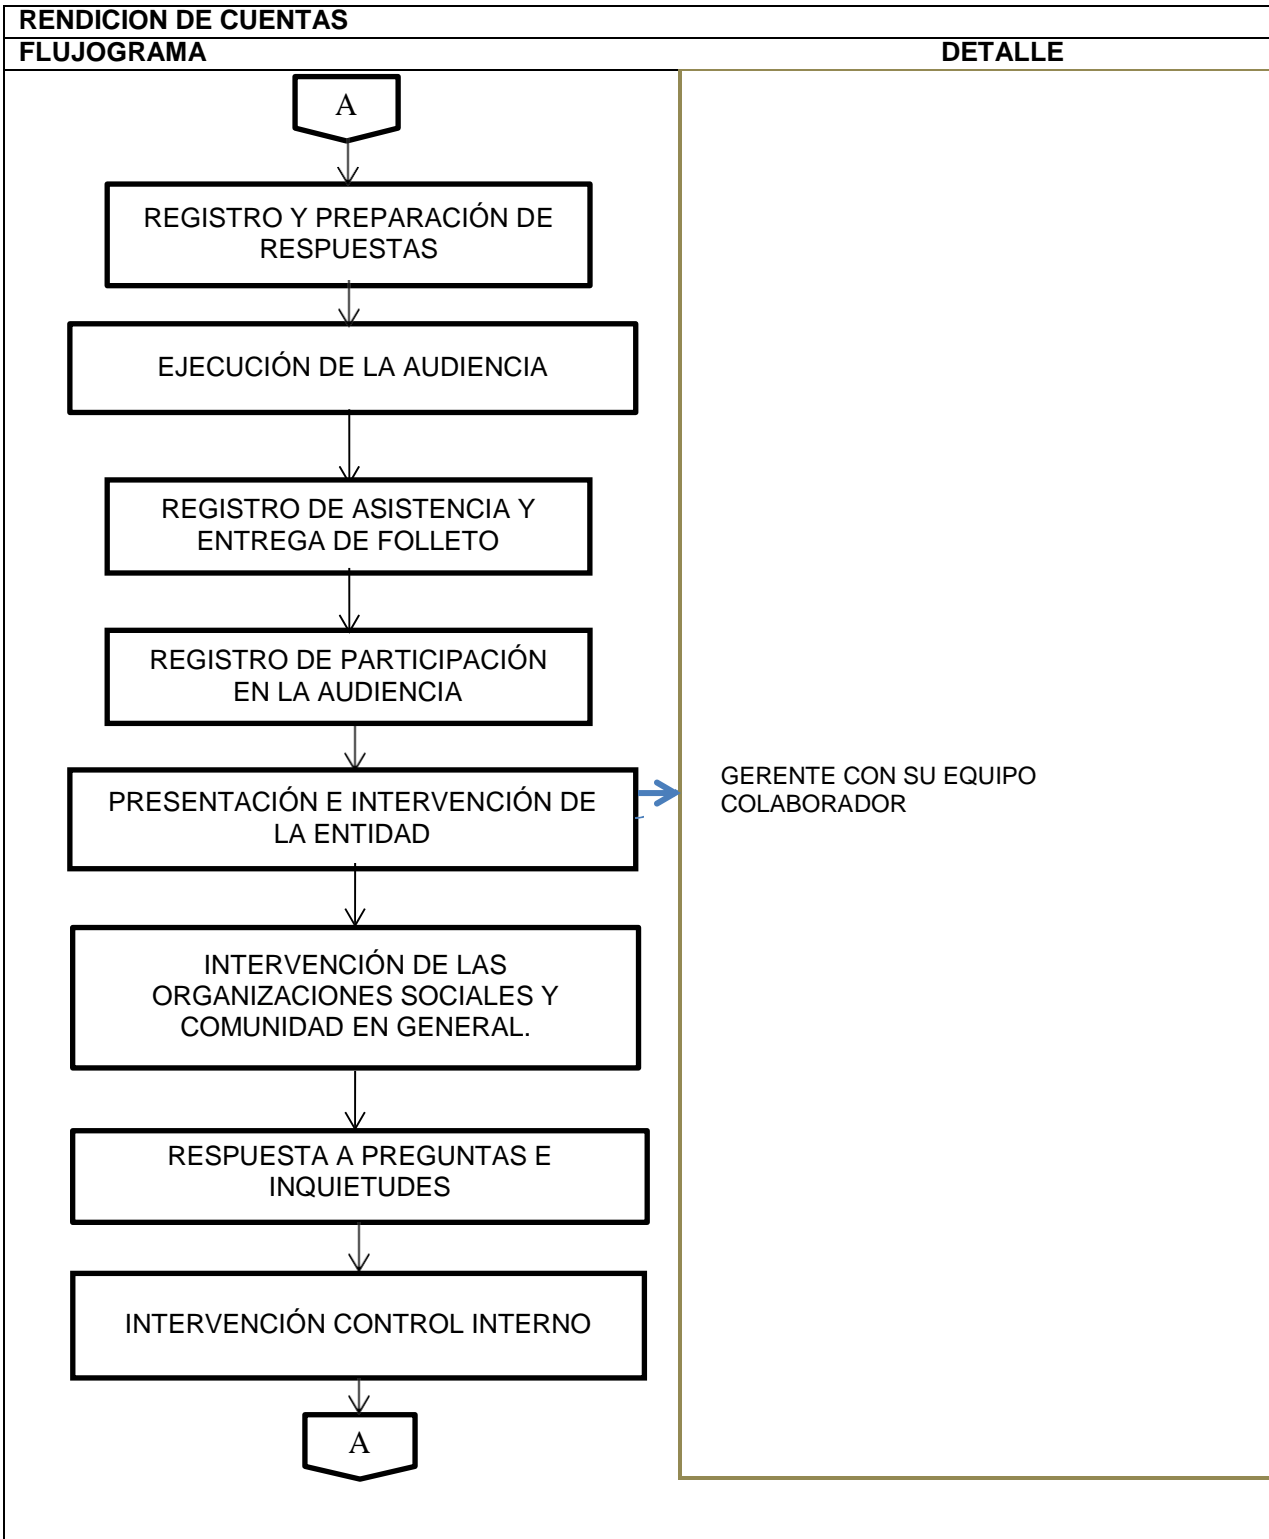 RENDICION DE CUENTAS
FLUJOGRAMA DETALLE
A
REGISTRO Y PREPARACIÓN DE
RESPUESTAS
EJECUCIÓN DE LA AUDIENCIA
REGISTRO DE ASISTENCIA Y
ENTREGA DE FOLLETO
REGISTRO DE PARTICIPACIÓN
EN LA AUDIENCIA
PRESENTACIÓN E INTERVENCIÓN DE
LA ENTIDAD
GERENTE CON SU EQUIPO
COLABORADOR
INTERVENCIÓN DE LAS
ORGANIZACIONES SOCIALES Y
COMUNIDAD EN GENERAL.
RESPUESTA A PREGUNTAS E
INQUIETUDES
INTERVENCIÓN CONTROL INTERNO
A